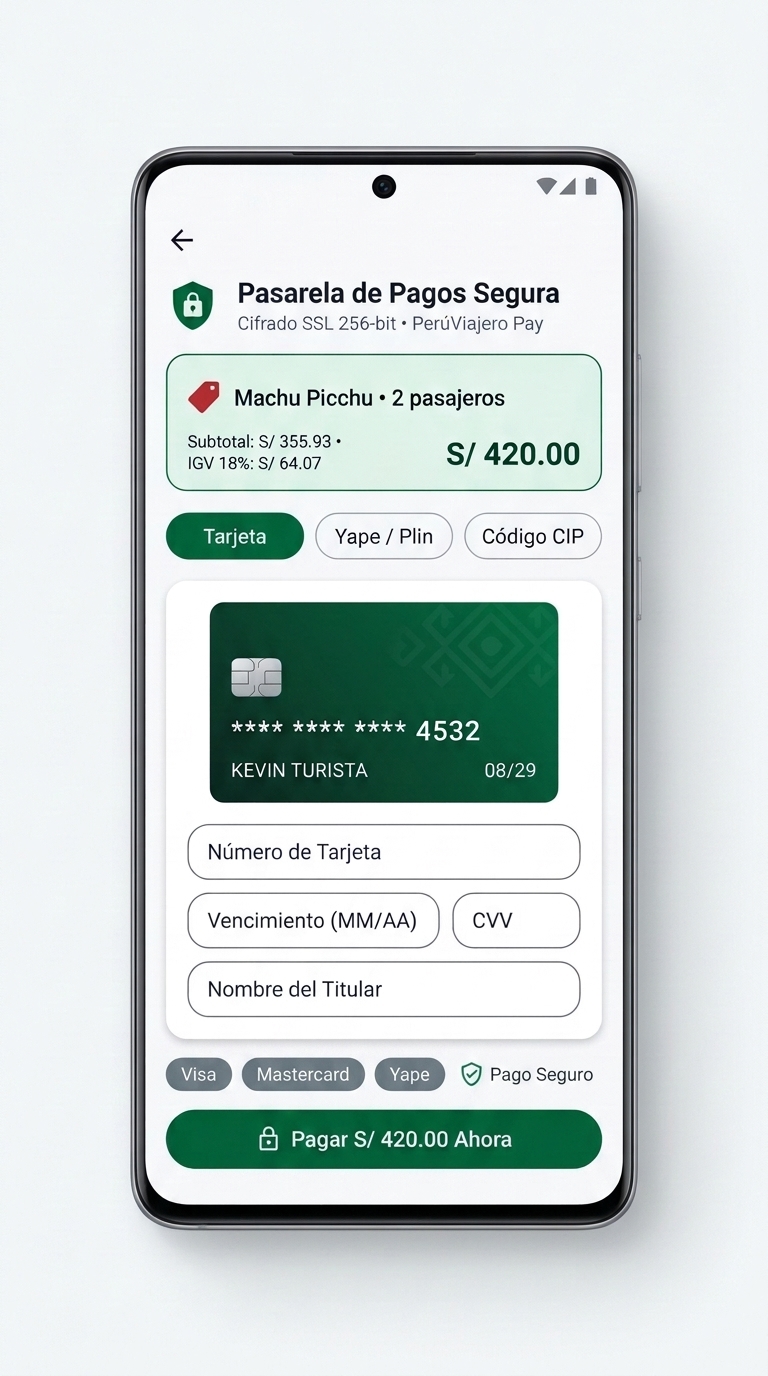 Pasarela de Pagos Segura
Cifrado SSL 256-bit • PerúViajero Pay
Machu Picchu • 2 pasajeros
Subtotal: S/ 355.93 •
IGV 18%: S/ 64.07
S/ 420.00
Tarjeta
Yape / Plin
Código CIP
**** **** **** 4532
KEVIN TURISTA
08/29
Número de Tarjeta
Vencimiento (MM/AA)
CVV
Nombre del Titular
Visa
Mastercard
Yape
Pago Seguro
Pagar S/ 420.00 Ahora